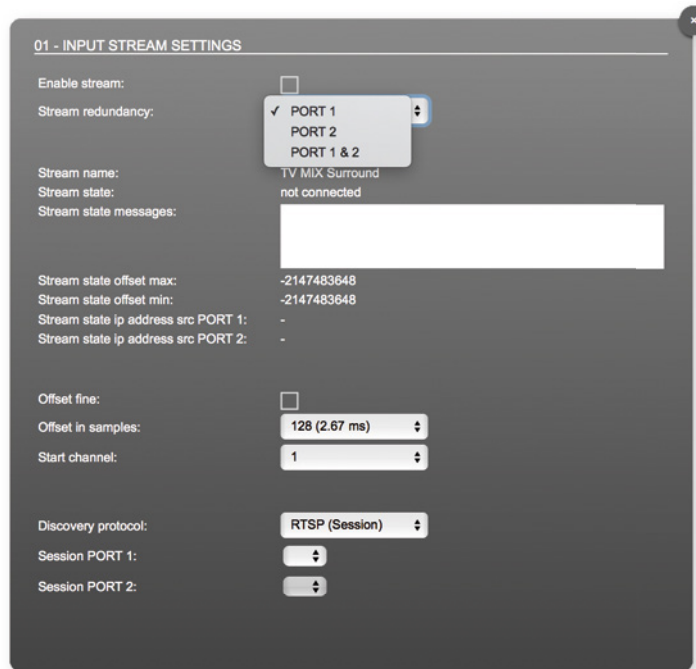 01 - INPUT STREAM SETTINGS
Enable stream:
Stream redundancy:
✓ PORT 1
PORT 2
PORT 1 & 2
Stream name: TV MIX Surround
Stream state: not connected
Stream state messages:
Stream state offset max: -2147483648
Stream state offset min: -2147483648
Stream state ip address src PORT 1: -
Stream state ip address src PORT 2: -
Offset fine:
Offset in samples: 128 (2.67 ms)
Start channel: 1
Discovery protocol: RTSP (Session)
Session PORT 1:
Session PORT 2: